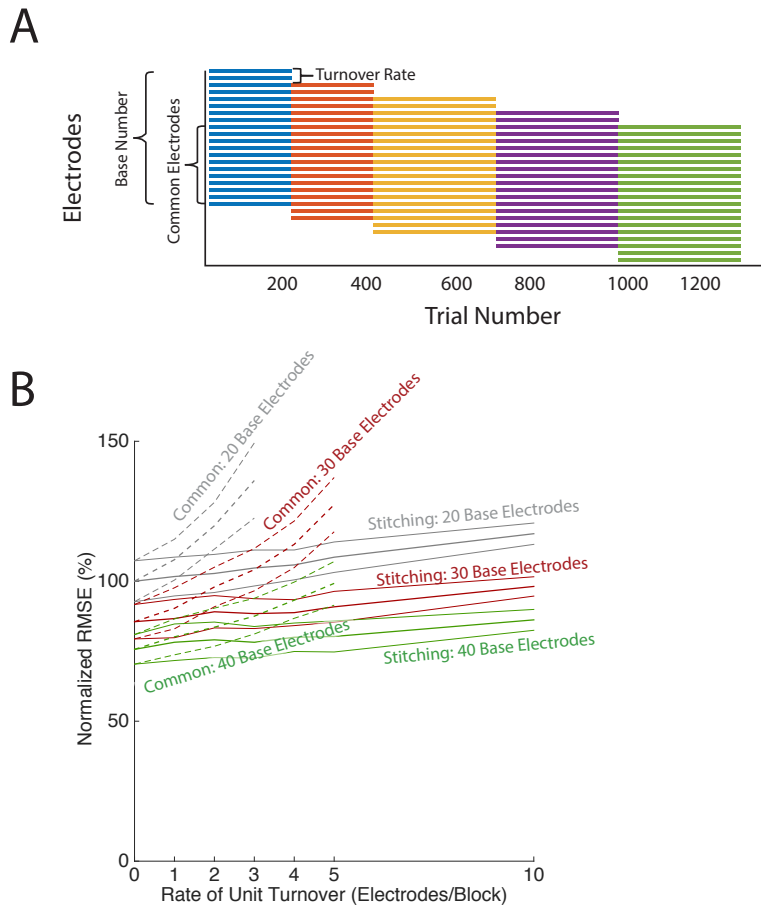 A
Turnover Rate
Electrodes
Base Number
Common Electrodes
200 400 600 800 1000 1200
Trial Number
B
Common: 20 Base Electrodes
Common: 30 Base Electrodes
150
Stitching: 20 Base Electrodes
100
Stitching: 30 Base Electrodes
Normalized RMSE (%)
Common: 40 Base Electrodes
Stitching: 40 Base Electrodes
50
0
0 1 2 3 4 5 10
Rate of Unit Turnover (Electrodes/Block)